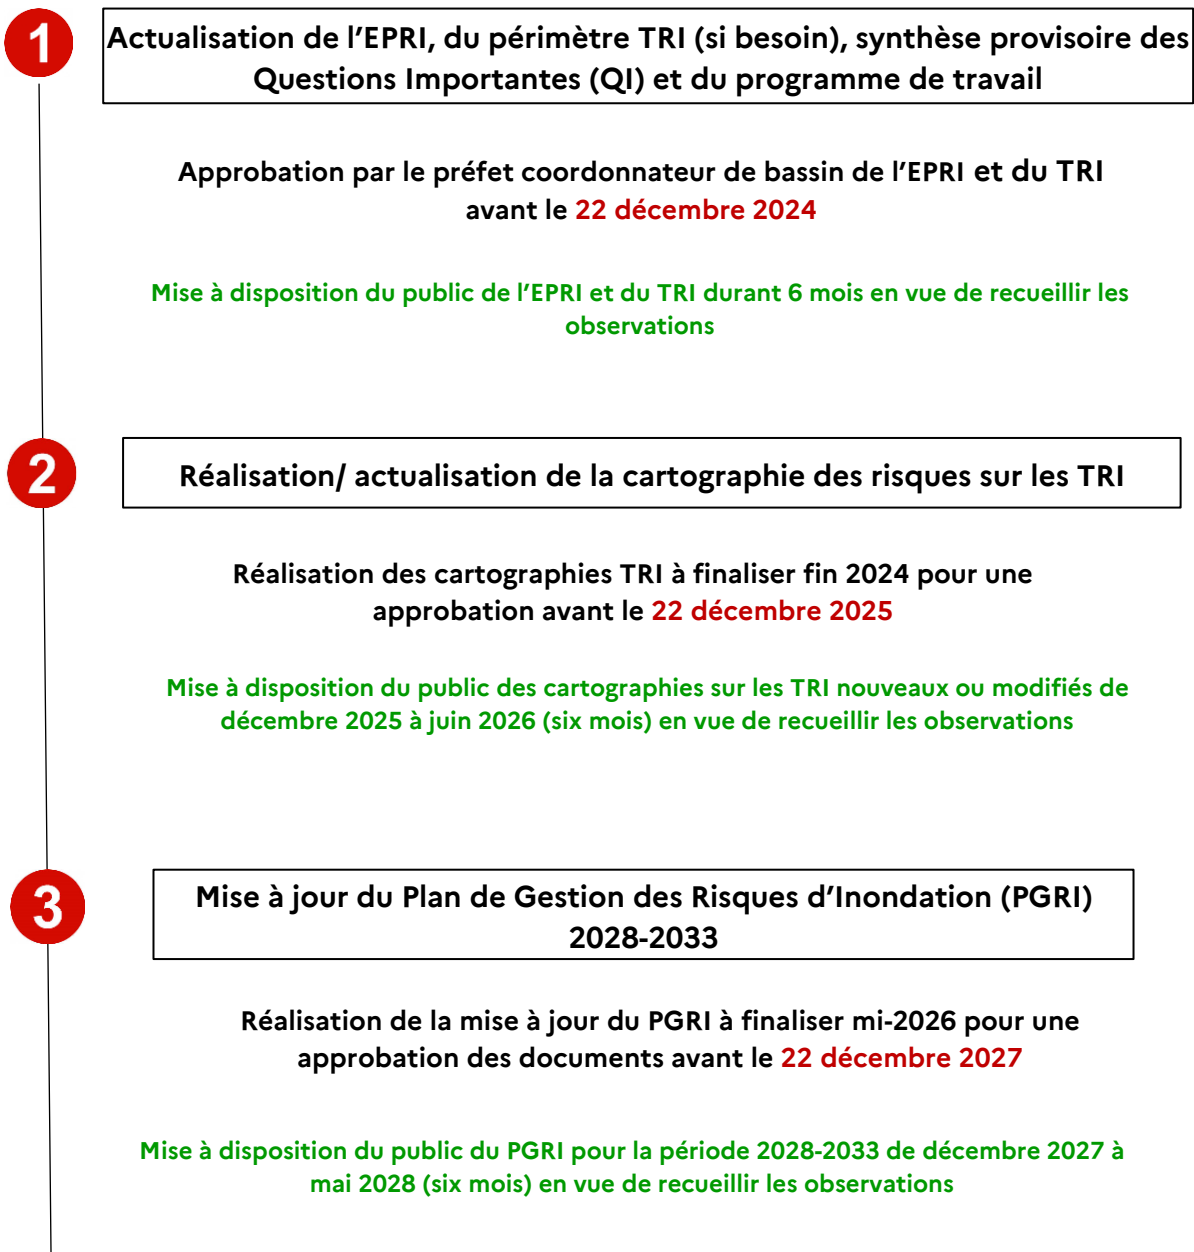 1
Actualisation de l’EPRI, du périmètre TRI (si besoin), synthèse provisoire des
Questions Importantes (QI) et du programme de travail
Approbation par le préfet coordonnateur de bassin de l’EPRI et du TRI
avant le 22 décembre 2024
Mise à disposition du public de l’EPRI et du TRI durant 6 mois en vue de recueillir les
observations
2
Réalisation/ actualisation de la cartographie des risques sur les TRI
Réalisation des cartographies TRI à finaliser fin 2024 pour une
approbation avant le 22 décembre 2025
Mise à disposition du public des cartographies sur les TRI nouveaux ou modifiés de
décembre 2025 à juin 2026 (six mois) en vue de recueillir les observations
3
Mise à jour du Plan de Gestion des Risques d’Inondation (PGRI)
2028-2033
Réalisation de la mise à jour du PGRI à finaliser mi-2026 pour une
approbation des documents avant le 22 décembre 2027
Mise à disposition du public du PGRI pour la période 2028-2033 de décembre 2027 à
mai 2028 (six mois) en vue de recueillir les observations